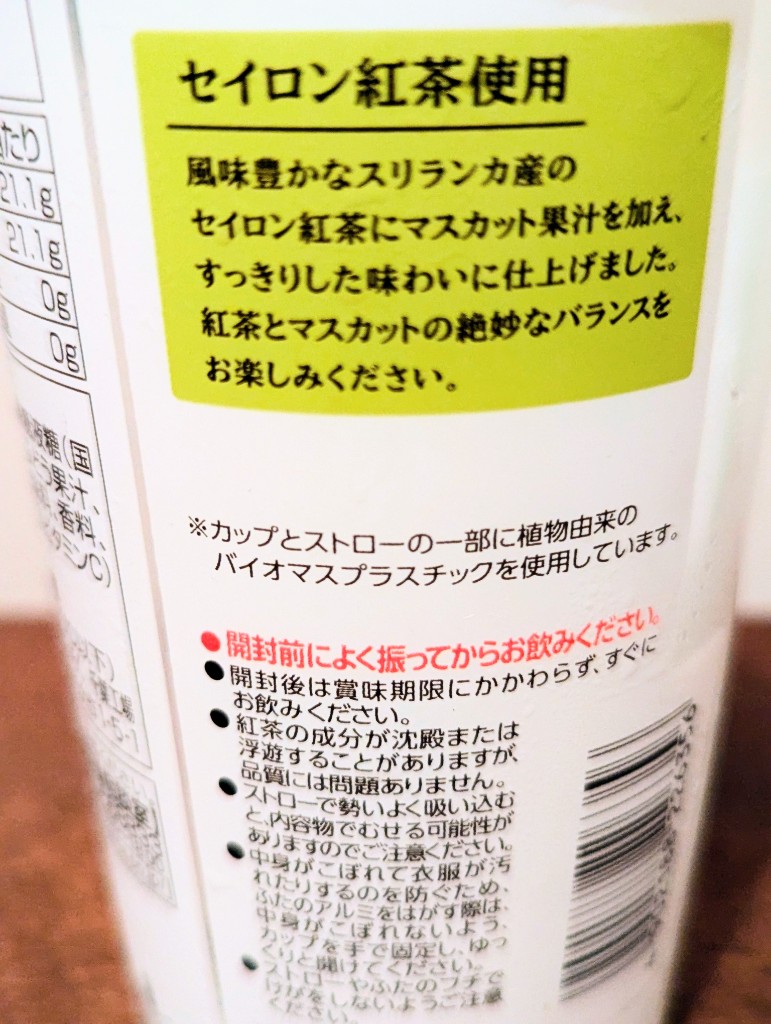 たり
21.1g
21.1g
0g
0g
糖(国
果汁、
香料、
ミンC)
セイロン紅茶使用
風味豊かなスリランカ産の
セイロン紅茶にマスカット果汁を加え、
すっきりした味わいに仕上げました。
紅茶とマスカットの絶妙なバランスを
お楽しみください。
※カップとストローの一部に植物由来の
バイオマスプラスチックを使用しています。
●開封前によく振ってからお飲みください。
●開封後は賞味期限にかかわらず、すぐに
お飲みください。
●紅茶の成分が沈殿または
浮遊することがありますが、
品質には問題ありません。
●ストローで勢いよく吸い込む
と、内容物でむせる可能性が
ありますのでご注意ください。
●中身がこぼれて衣服が汚
れたりするのを防ぐため、
ふたのアルミをはがす際は、
中身がこぼれないよう、
カップを手で固定し、ゆっ
くりと開けてください。
●ストローやふたのフチで
けがをしないようご注意
ください。